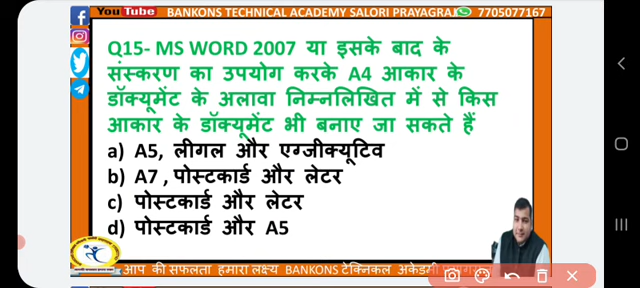 You Tube BANKONS TECHNICAL ACADEMY SALORI PRAYAGRAJ 7705077167
Q15- MS WORD 2007 या इसके बाद के
संस्करण का उपयोग करके A4 आकार के
डॉक्यूमेंट के अलावा निम्नलिखित में से किस
आकार के डॉक्यूमेंट भी बनाए जा सकते हैं
a) A5, लीगल और एग्जीक्यूटिव
b) A7 , पोस्टकार्ड और लेटर
c) पोस्टकार्ड और लेटर
d) पोस्टकार्ड और A5
आप की सफलता हमारा लक्ष्य BANKONS टेक्निकल अकेडमी